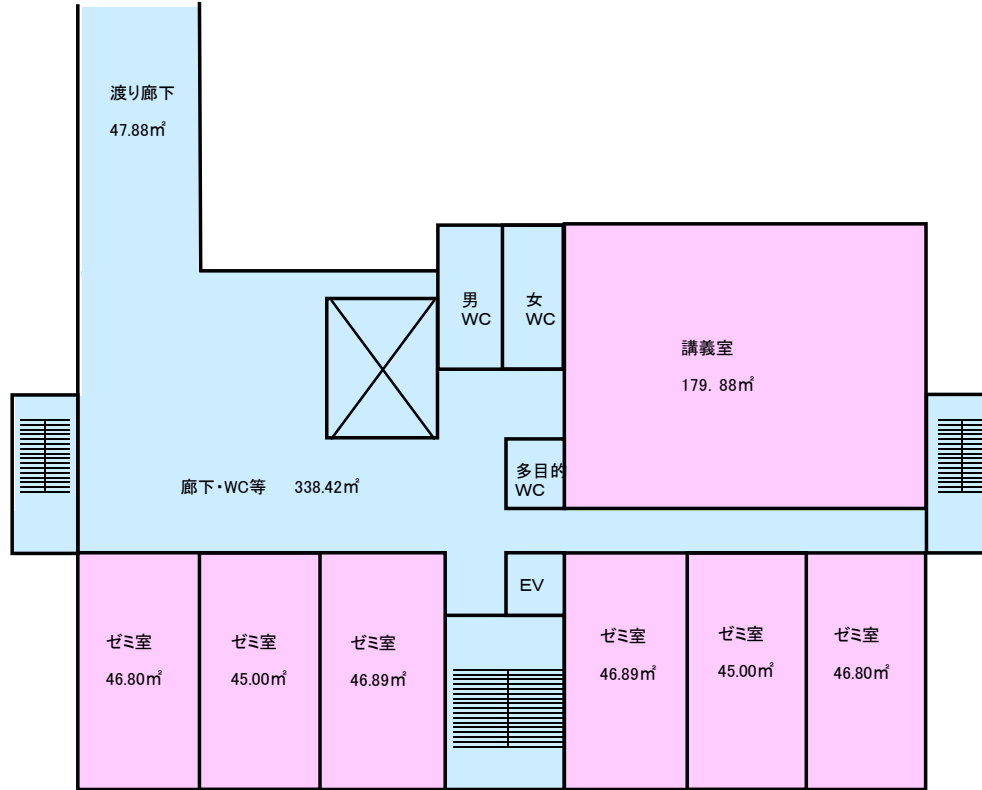 渡り廊下
47.88㎡
男
WC
女
WC
講義室
179. 88㎡
多目的
WC
廊下・WC等 338.42㎡
EV
ゼミ室
46.80㎡
ゼミ室
45.00㎡
ゼミ室
46.89㎡
ゼミ室
46.89㎡
ゼミ室
45.00㎡
ゼミ室
46.80㎡